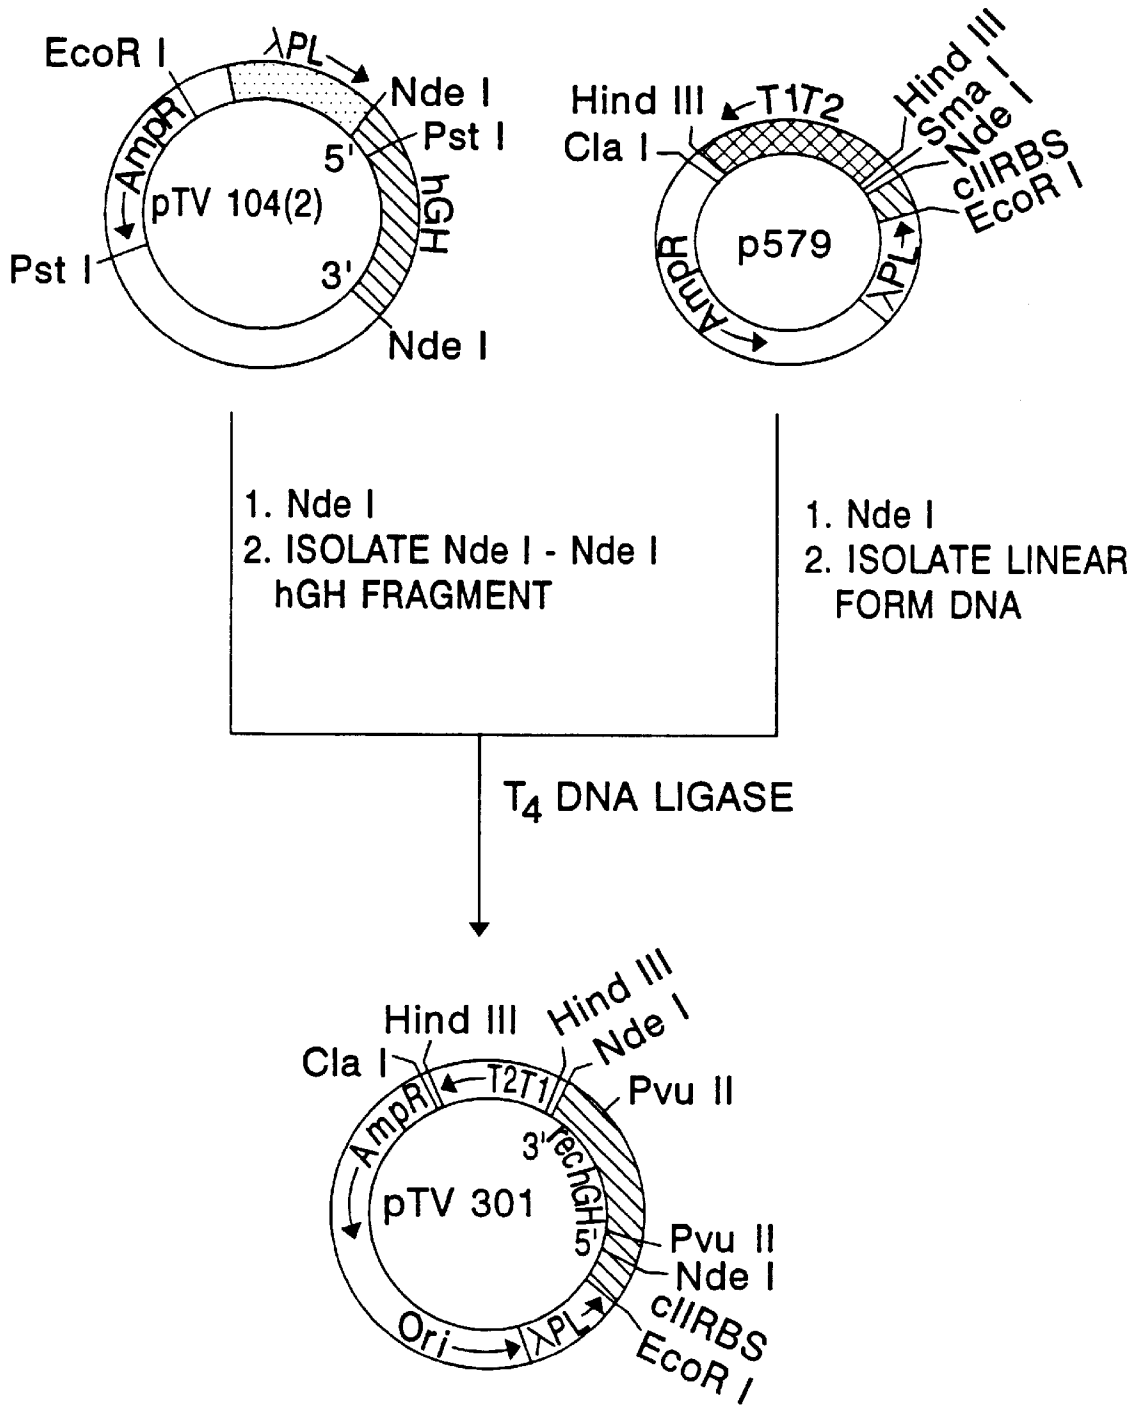 EcoR I
λPL
Nde I
Pst I
AmpR
5'
hGH
pTV 104(2)
3'
Pst I
Nde I
Hind III
T1T2
Hind III
Sma I
Nde I
cIIRBS
EcoR I
Cla I
p579
AmpR
λPL
1. Nde I
2. ISOLATE Nde I - Nde I
hGH FRAGMENT
1. Nde I
2. ISOLATE LINEAR
FORM DNA
T4 DNA LIGASE
Hind III
Hind III
Nde I
Cla I
T2T1
Pvu II
AmpR
3'
rechGH
5'
pTV 301
Pvu II
Nde I
cIIRBS
EcoR I
λPL
Ori